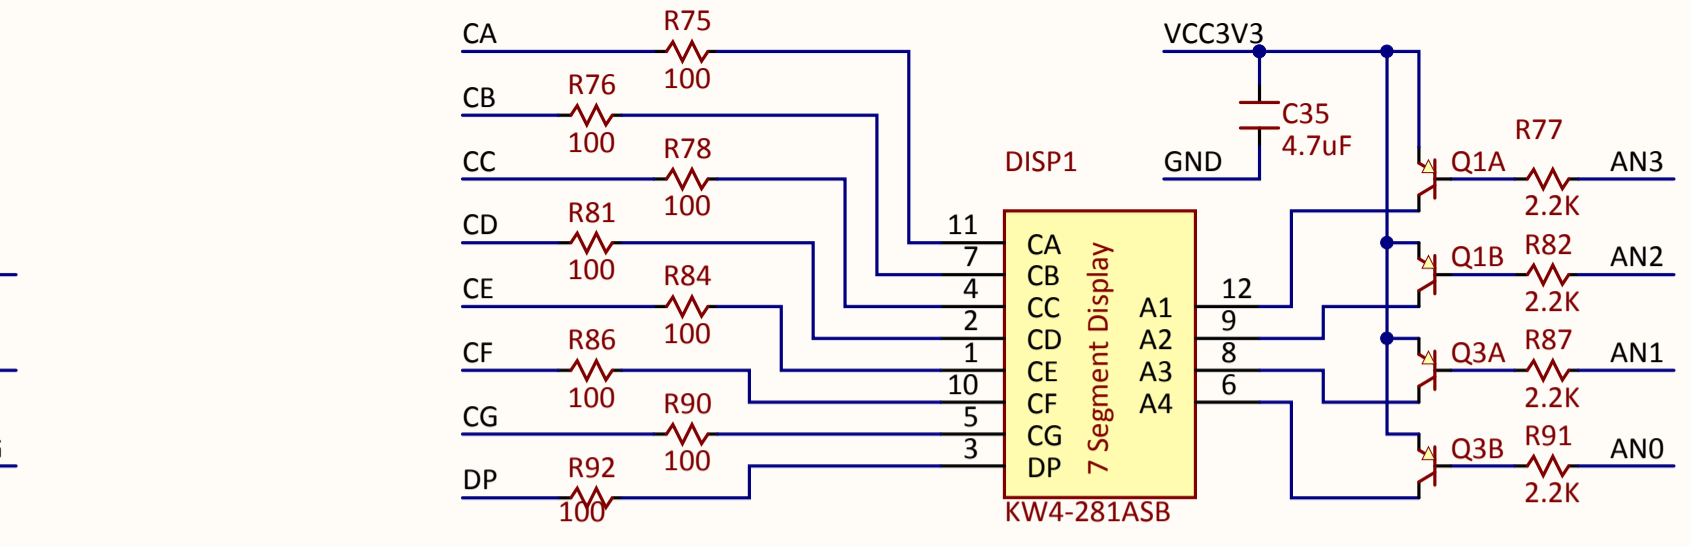 CA
R75
100
CB
R76
100
CC
R78
100
CD
R81
100
CE
R84
100
CF
R86
100
CG
R90
100
DP
R92
100
11
7
4
2
1
10
5
3
DISP1
CA
CB
CC
CD
CE
CF
CG
DP
7 Segment Display
A1
A2
A3
A4
KW4-281ASB
12
9
8
6
VCC3V3
C35
4.7uF
GND
Q1A
R77
2.2K
AN3
Q1B
R82
2.2K
AN2
Q3A
R87
2.2K
AN1
Q3B
R91
2.2K
AN0